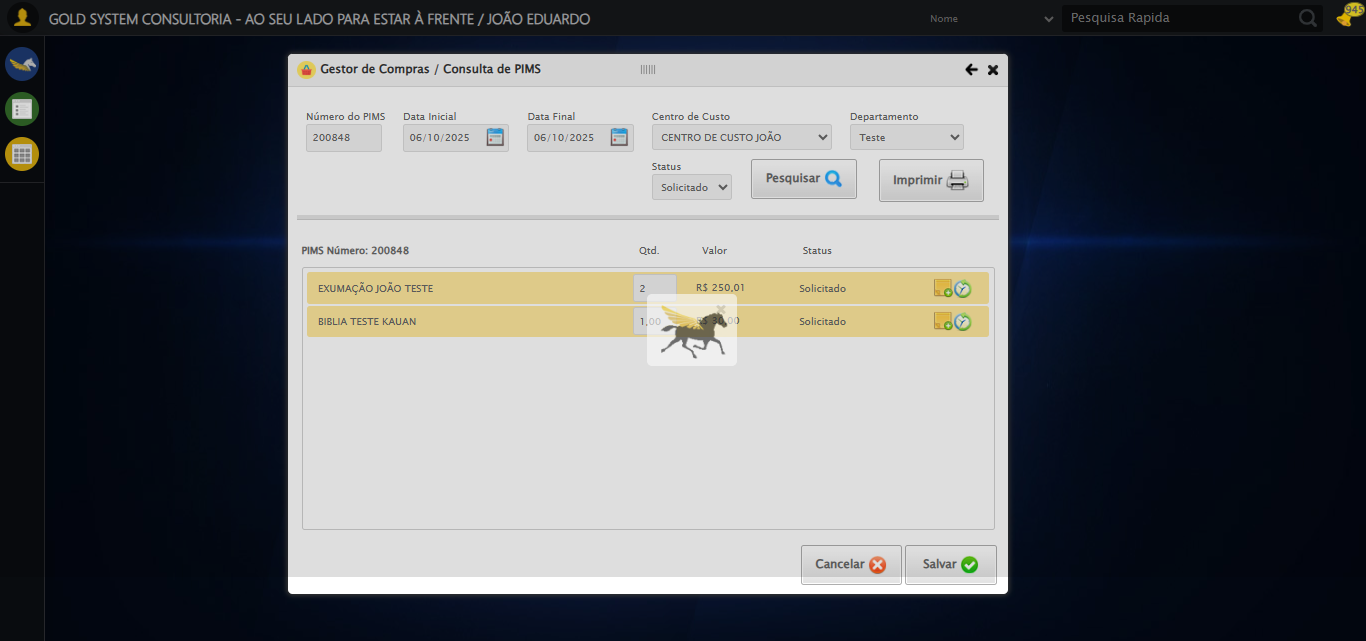 GOLD SYSTEM CONSULTORIA - AO SEU LADO PARA ESTAR À FRENTE / JOÃO EDUARDO
Nome
Pesquisa Rapida
945
Gestor de Compras / Consulta de PIMS
Número do PIMS Data Inicial Data Final Centro de Custo Departamento
200848 06/10/2025 06/10/2025 CENTRO DE CUSTO JOÃO Teste
Status
Solicitado Pesquisar Imprimir
PIMS Número: 200848 Qtd. Valor Status
EXUMAÇÃO JOÃO TESTE 2 R$ 250,01 Solicitado
BIBLIA TESTE KAUAN 1,00 R$ 30,00 Solicitado
Cancelar Salvar